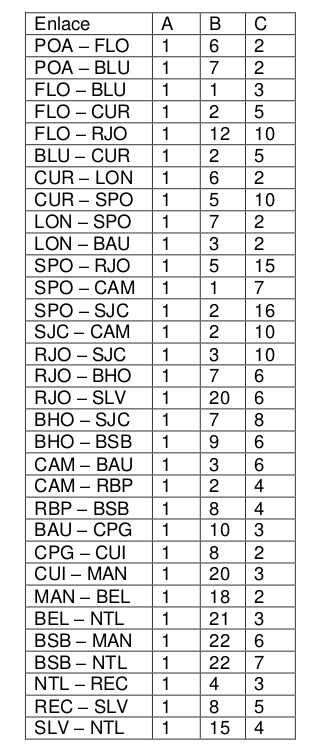 Enlace A B C
POA – FLO 1 6 2
POA – BLU 1 7 2
FLO – BLU 1 1 3
FLO – CUR 1 2 5
FLO – RJO 1 12 10
BLU – CUR 1 2 5
CUR – LON 1 6 2
CUR – SPO 1 5 10
LON – SPO 1 7 2
LON – BAU 1 3 2
SPO – RJO 1 5 15
SPO – CAM 1 1 7
SPO – SJC 1 2 16
SJC – CAM 1 2 10
RJO – SJC 1 3 10
RJO – BHO 1 7 6
RJO – SLV 1 20 6
BHO – SJC 1 7 8
BHO – BSB 1 9 6
CAM – BAU 1 3 6
CAM – RBP 1 2 4
RBP – BSB 1 8 4
BAU – CPG 1 10 3
CPG – CUI 1 8 2
CUI – MAN 1 20 3
MAN – BEL 1 18 2
BEL – NTL 1 21 3
BSB – MAN 1 22 6
BSB – NTL 1 22 7
NTL – REC 1 4 3
REC – SLV 1 8 5
SLV – NTL 1 15 4